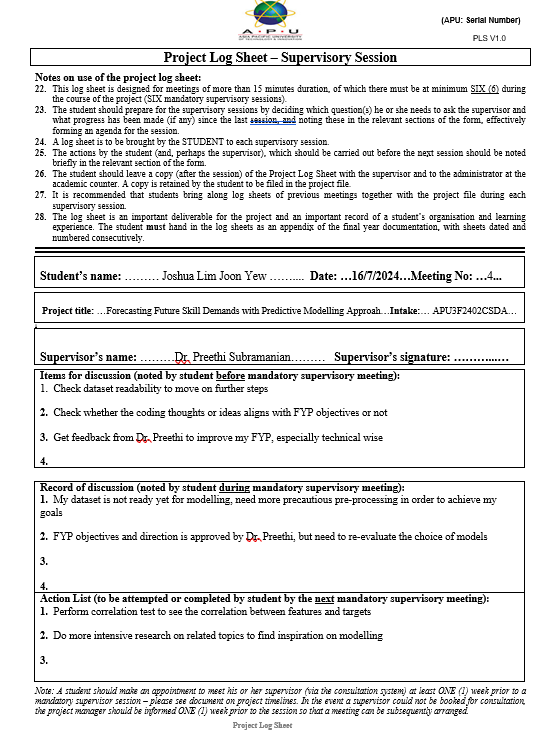 A · P · U
ASIA PACIFIC UNIVERSITY
OF TECHNOLOGY & INNOVATION
(APU: Serial Number)
PLS V1.0
Project Log Sheet – Supervisory Session
Notes on use of the project log sheet:
22. This log sheet is designed for meetings of more than 15 minutes duration, of which there must be at minimum SIX (6) during
the course of the project (SIX mandatory supervisory sessions).
23. The student should prepare for the supervisory sessions by deciding which question(s) he or she needs to ask the supervisor and
what progress has been made (if any) since the last session, and noting these in the relevant sections of the form, effectively
forming an agenda for the session.
24. A log sheet is to be brought by the STUDENT to each supervisory session.
25. The actions by the student (and, perhaps the supervisor), which should be carried out before the next session should be noted
briefly in the relevant section of the form.
26. The student should leave a copy (after the session) of the Project Log Sheet with the supervisor and to the administrator at the
academic counter. A copy is retained by the student to be filed in the project file.
27. It is recommended that students bring along log sheets of previous meetings together with the project file during each
supervisory session.
28. The log sheet is an important deliverable for the project and an important record of a student's organisation and learning
experience. The student must hand in the log sheets as an appendix of the final year documentation, with sheets dated and
numbered consecutively.
Student's name: ……… Joshua Lim Joon Yew …….... Date: …16/7/2024…Meeting No: …4...
Project title: …Forecasting Future Skill Demands with Predictive Modelling Approah…Intake:… APU3F2402CSDA…
Supervisor's name: ………Dr. Preethi Subramanian……… Supervisor's signature: ………...…
Items for discussion (noted by student before mandatory supervisory meeting):
1. Check dataset readability to move on further steps
2. Check whether the coding thoughts or ideas aligns with FYP objectives or not
3. Get feedback from Dr. Preethi to improve my FYP, especially technical wise
4.
Record of discussion (noted by student during mandatory supervisory meeting):
1. My dataset is not ready yet for modelling, need more precautious pre-processing in order to achieve my
goals
2. FYP objectives and direction is approved by Dr. Preethi, but need to re-evaluate the choice of models
3.
4.
Action List (to be attempted or completed by student by the next mandatory supervisory meeting):
1. Perform correlation test to see the correlation between features and targets
2. Do more intensive research on related topics to find inspiration on modelling
3.
Note: A student should make an appointment to meet his or her supervisor (via the consultation system) at least ONE (1) week prior to a
mandatory supervisor session – please see document on project timelines. In the event a supervisor could not be booked for consultation,
the project manager should be informed ONE (1) week prior to the session so that a meeting can be subsequently arranged.
Project Log Sheet